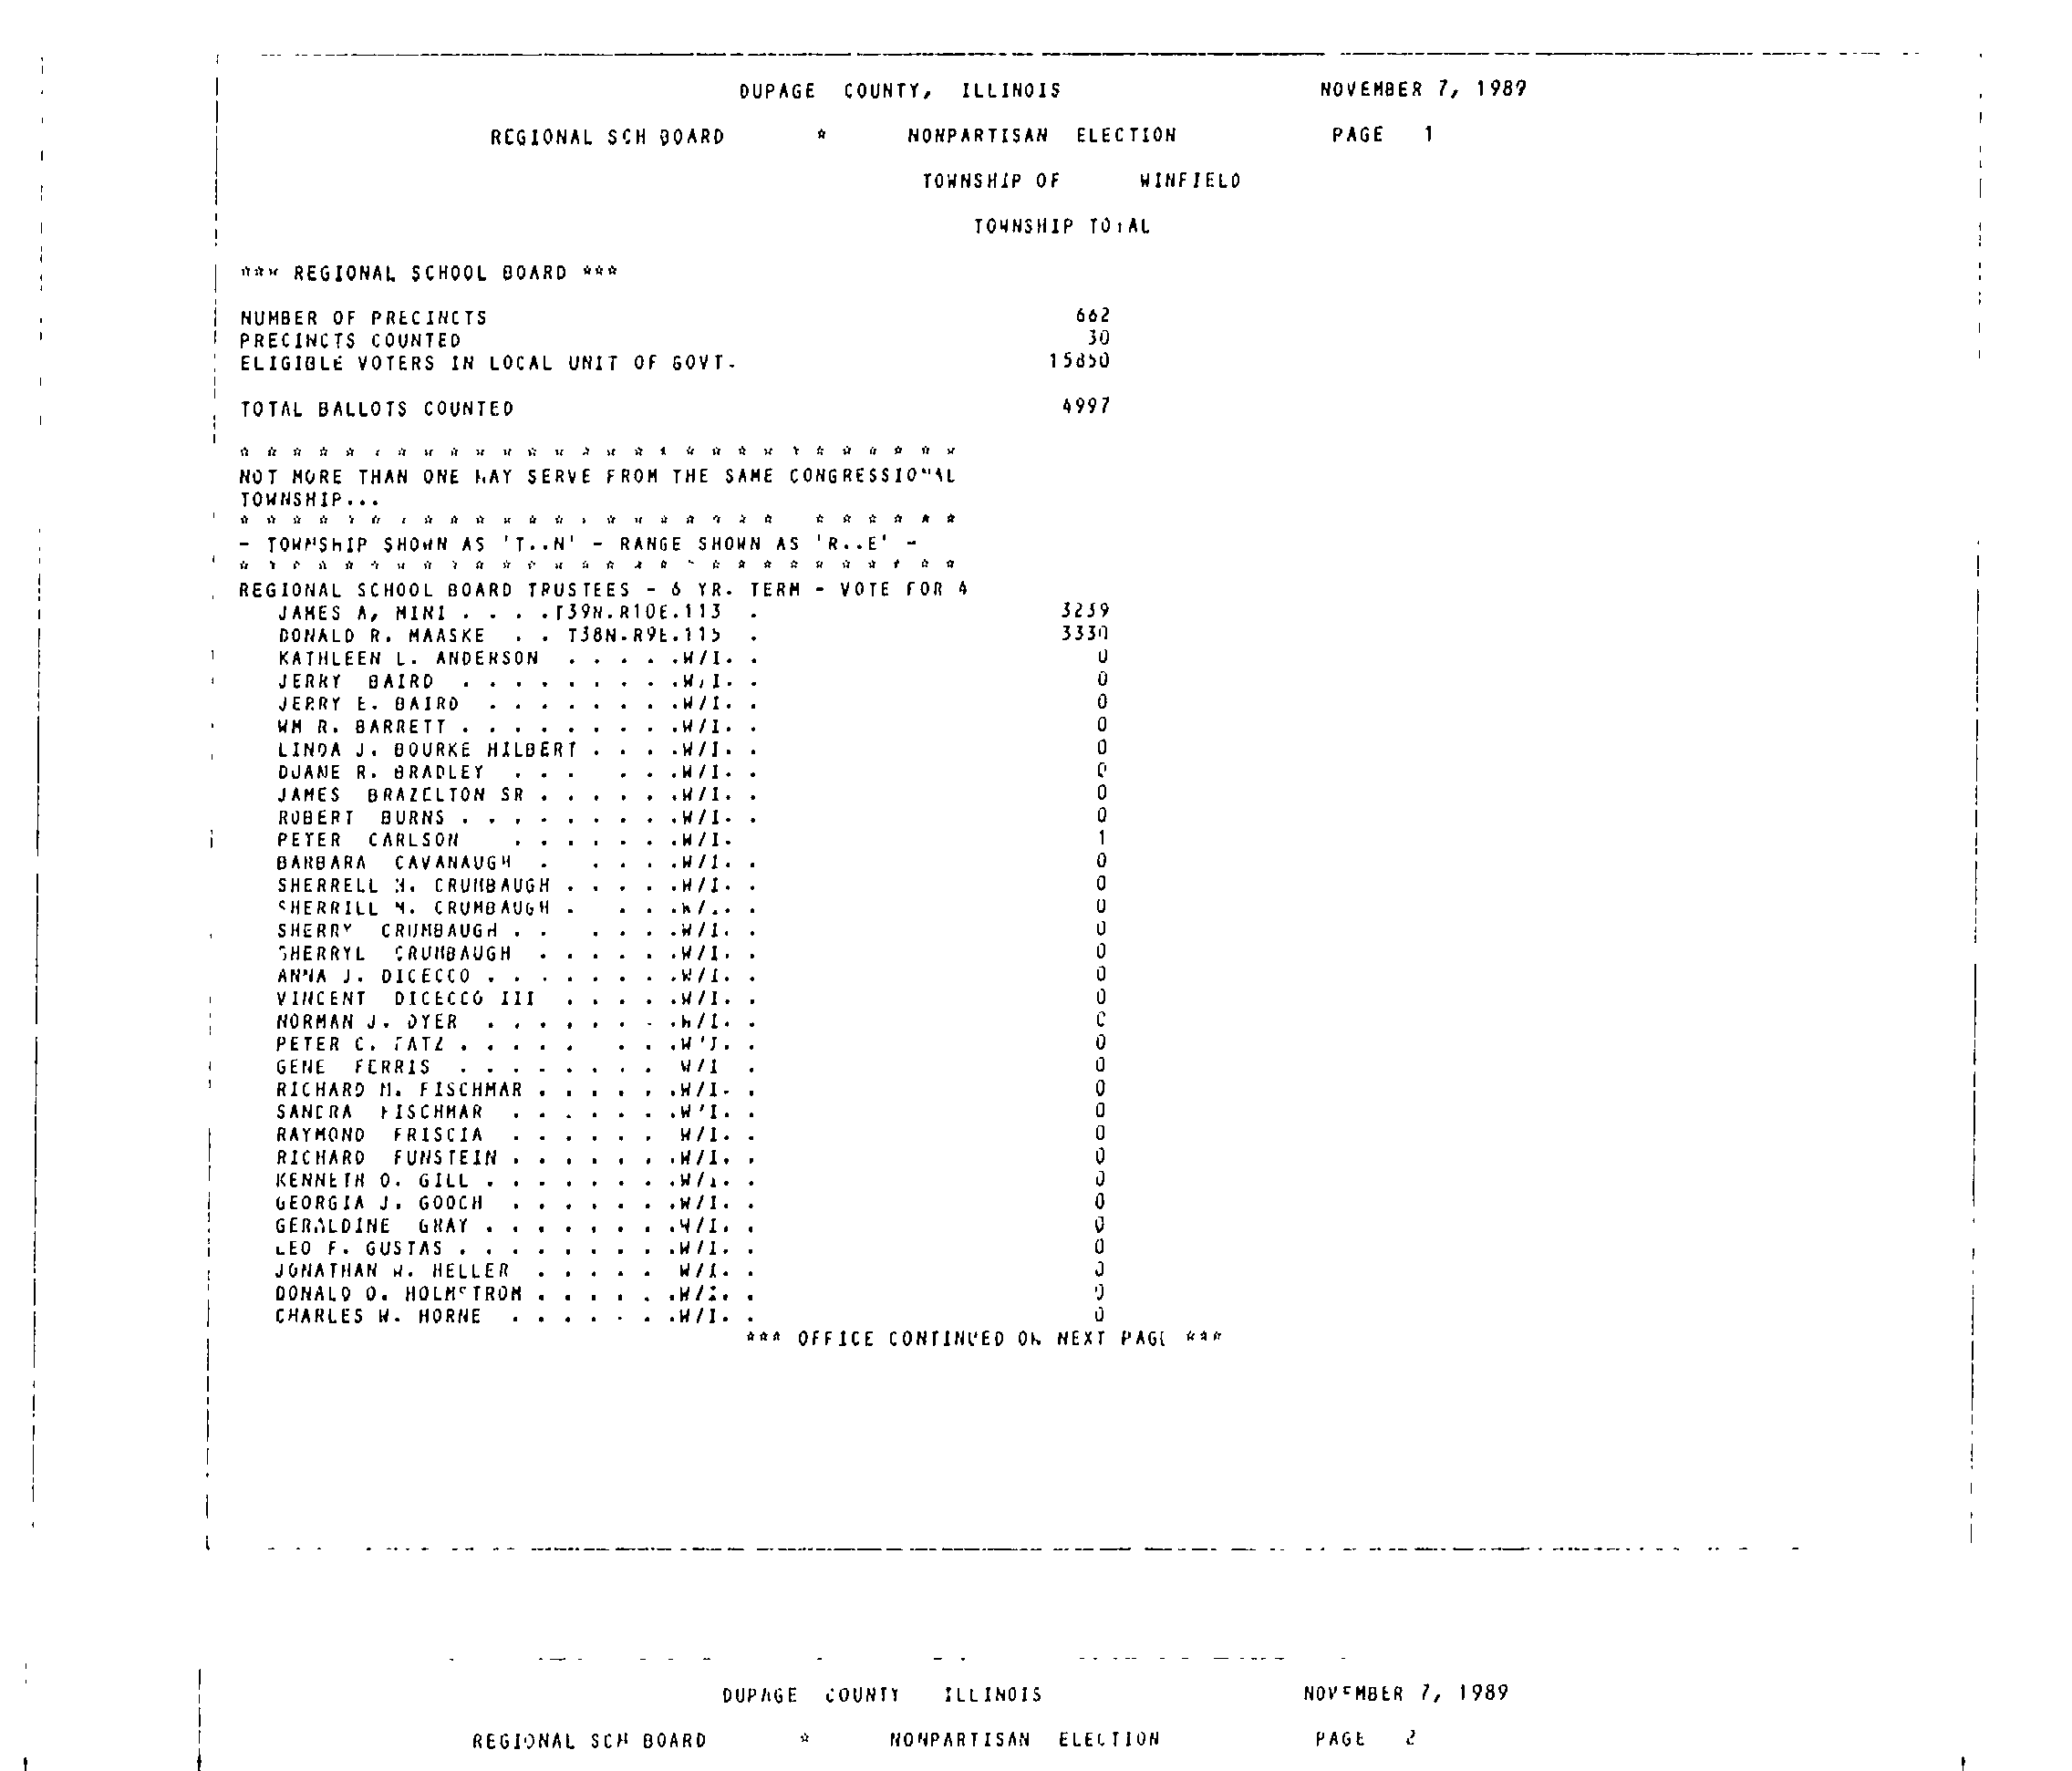 DUPAGE COUNTY, ILLINOIS NOVEMBER 7, 1989
REGIONAL SCH BOARD * NONPARTISAN ELECTION PAGE 1
TOWNSHIP OF WINFIELD
TOWNSHIP TOTAL
*** REGIONAL SCHOOL BOARD ***
NUMBER OF PRECINCTS 662
PRECINCTS COUNTED 30
ELIGIBLE VOTERS IN LOCAL UNIT OF GOVT. 15850
TOTAL BALLOTS COUNTED 4997
* * * * * * * * * * * * * * * * * * * * * * * * * * * *
NOT MORE THAN ONE MAY SERVE FROM THE SAME CONGRESSIONAL
TOWNSHIP...
* * * * * * * * * * * * * * * * * * * * * * * * * * *
- TOWNSHIP SHOWN AS 'T..N' - RANGE SHOWN AS 'R..E' -
* * * * * * * * * * * * * * * * * * * * * * * * * * * *
REGIONAL SCHOOL BOARD TRUSTEES - 6 YR. TERM - VOTE FOR 4
JAMES A, MINI . . . .T39N.R10E.113 . 3239
DONALD R. MAASKE . . T38N.R9E.115 . 3330
KATHLEEN L. ANDERSON . . . . .W/I. . 0
JERRY BAIRD . . . . . . . . .W/I. . 0
JERRY E. BAIRD . . . . . . . .W/I. . 0
WM R. BARRETT . . . . . . . . .W/I. . 0
LINDA J. BOURKE HILBERT . . . .W/I. . 0
DUANE R. BRADLEY . . . . . .W/I. . 0
JAMES BRAZELTON SR . . . . . .W/I. . 0
ROBERT BURNS . . . . . . . . .W/I. . 0
PETER CARLSON . . . . . . .W/I. 1
BARBARA CAVANAUGH . . . . .W/I. . 0
SHERRELL M. CRUMBAUGH . . . . .W/I. . 0
SHERRILL M. CRUMBAUGH . . . .W/I. . 0
SHERRY CRUMBAUGH . . . . . .W/I. . 0
SHERRYL CRUMBAUGH . . . . . .W/I. . 0
ANNA J. DICECCO . . . . . . . .W/I. . 0
VINCENT DICECCO III . . . . .W/I. . 0
NORMAN J. DYER . . . . . . . .W/I. . 0
PETER C. FATZ . . . . . . . .W/I. . 0
GENE FERRIS . . . . . . . . W/I . 0
RICHARD M. FISCHMAR . . . . . .W/I. . 0
SANDRA FISCHMAR . . . . . . .W/I. . 0
RAYMOND FRISCIA . . . . . . W/I. . 0
RICHARD FUNSTEIN . . . . . . .W/I. . 0
KENNETH O. GILL . . . . . . . .W/I. . 0
GEORGIA J. GOOCH . . . . . . .W/I. . 0
GERALDINE GRAY . . . . . . . .W/I. . 0
LEO F. GUSTAS . . . . . . . . .W/I. . 0
JONATHAN W. HELLER . . . . . W/I. . 0
DONALD O. HOLMSTROM . . . . . .W/I. . 0
CHARLES W. HORNE . . . . . . .W/I. . 0
*** OFFICE CONTINUED ON NEXT PAGE ***
DUPAGE COUNTY ILLINOIS NOVEMBER 7, 1989
REGIONAL SCH BOARD * NONPARTISAN ELECTION PAGE 2